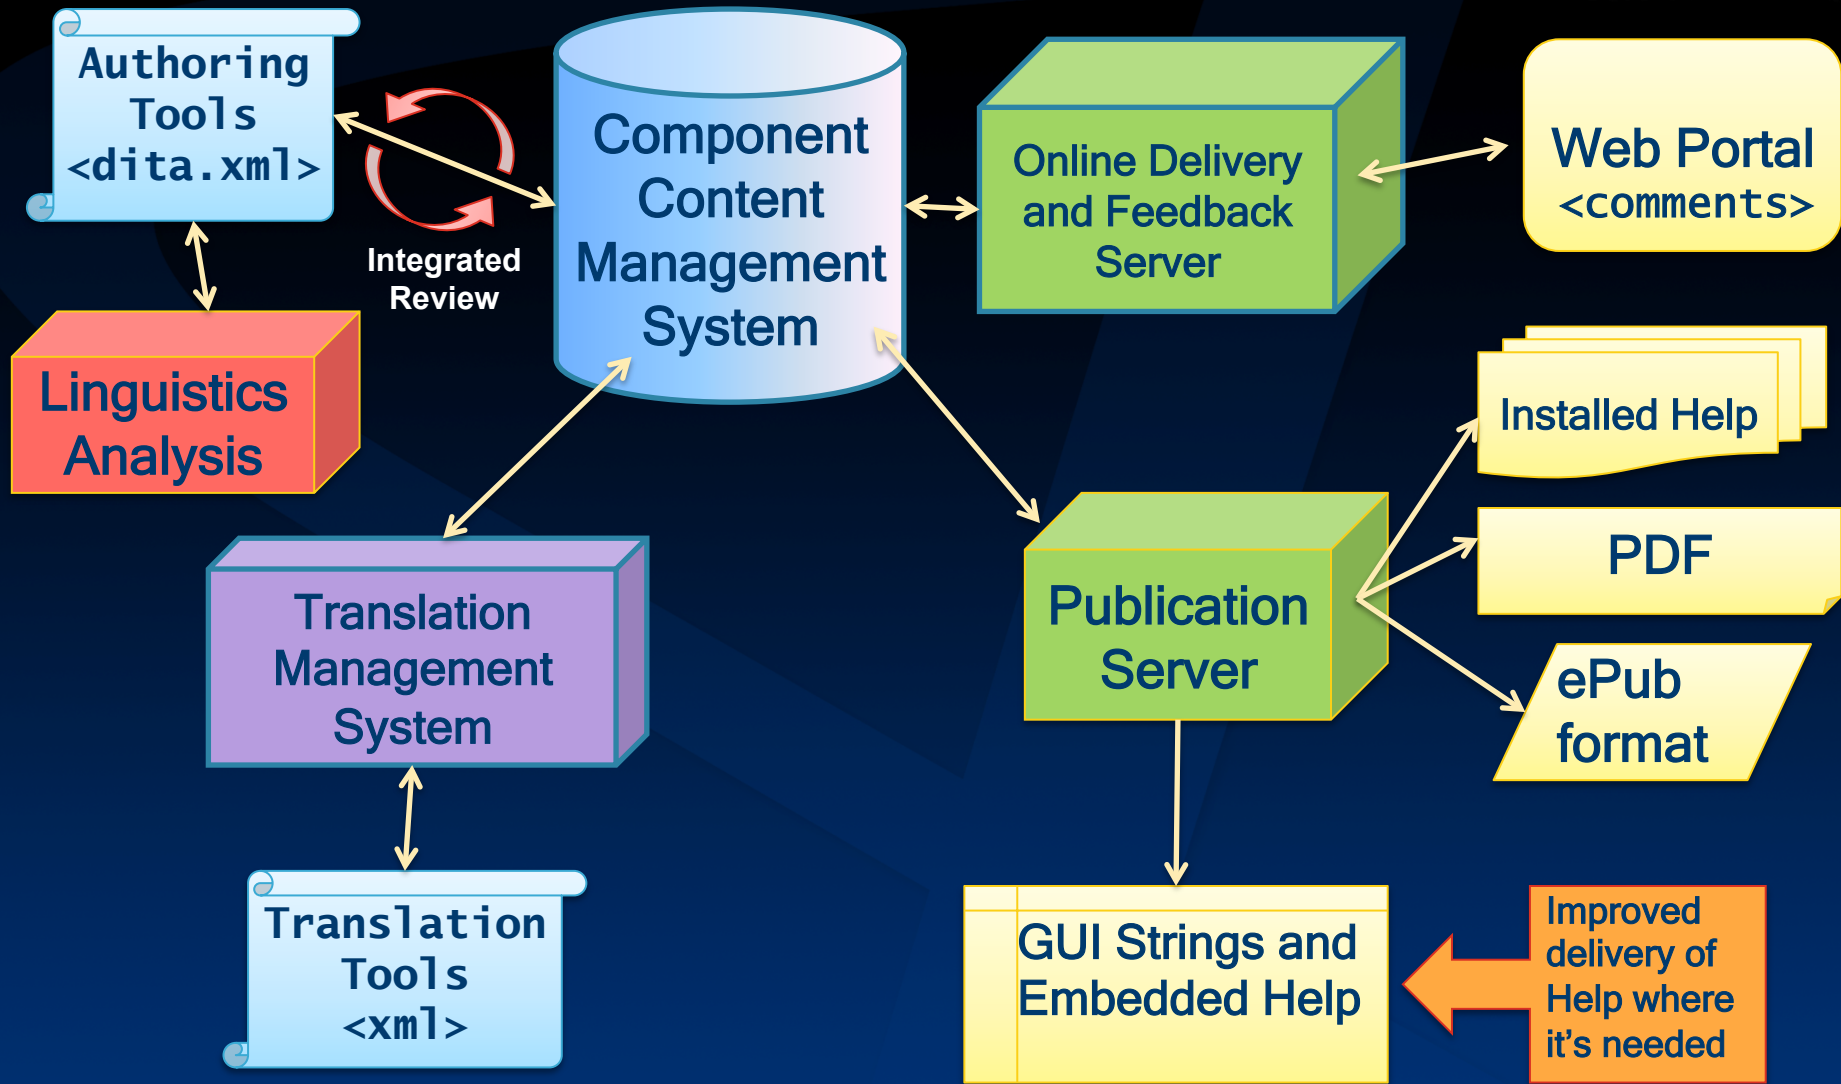 Authoring
Tools
<dita.xml>
Integrated
Review
Component
Content
Management
System
Online Delivery
and Feedback
Server
Web Portal
<comments>
Linguistics
Analysis
Installed Help
PDF
ePub
format
Translation
Management
System
Publication
Server
Translation
Tools
<xml>
GUI Strings and
Embedded Help
Improved
delivery of
Help where
it’s needed